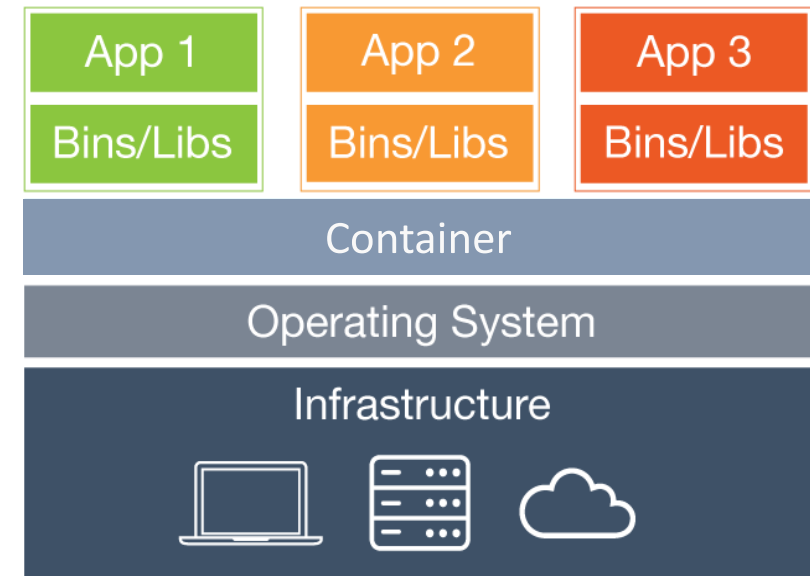 App 1
App 2
App 3
Bins/Libs
Bins/Libs
Bins/Libs
Container
Operating System
Infrastructure